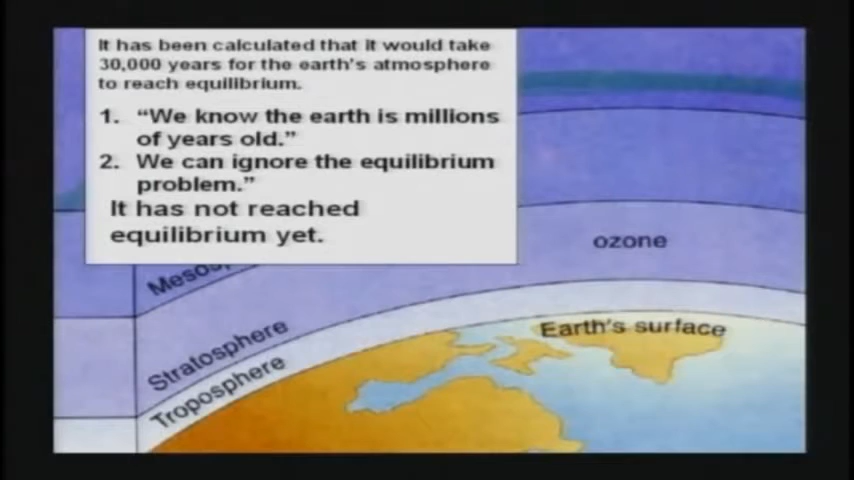 It has been calculated that it would take
30,000 years for the earth's atmosphere
to reach equilibrium.
1. "We know the earth is millions
of years old."
2. We can ignore the equilibrium
problem."
It has not reached
equilibrium yet.
ozone
Earth's surface
Stratosphere
Troposphere